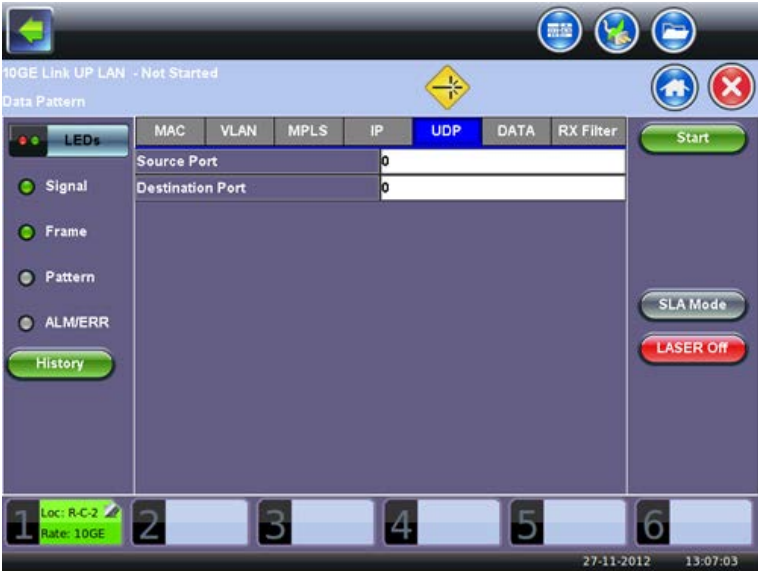 10GE Link UP LAN - Not Started
Data Pattern
LEDs
MAC VLAN MPLS IP UDP DATA RX Filter
Start
Source Port 0
Destination Port 0
Signal
Frame
Pattern
ALM/ERR
History
SLA Mode
LASER Off
1 Loc: R-C-2
Rate: 10GE
2
3
4
5
6
27-11-2012 13:07:03